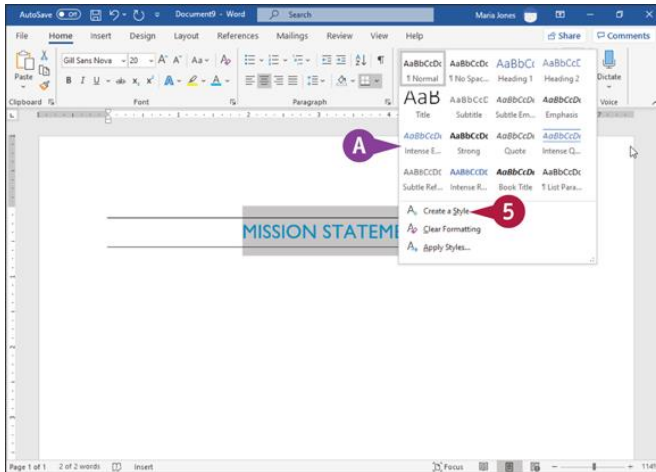 AutoSave Off Document9 - Word Search Maria Jones
File Home Insert Design Layout References Mailings Review View Help Share Comments
Paste Gill Sans Nova 20 A A Aa Dictate
B I U ab x, x² A A
Clipboard Font Paragraph Voice
AaBbCcDc AaBbCcDc AaBbCc AaBbCcC
¶ Normal ¶ No Spac... Heading 1 Heading 2
AaB AaBbCcC AaBbCcDc AaBbCcDc
Title Subtitle Subtle Em... Emphasis
AaBbCcDc AaBbCcDc AaBbCcDc AaBbCcDc
A Intense E... Strong Quote Intense Q...
AABBCCDC AABBCCDC AaBbCcDc AaBbCcDc
Subtle Ref... Intense R... Book Title ¶ List Para...
Create a Style 5
Clear Formatting
Apply Styles...
MISSION STATEME
Page 1 of 1 2 of 2 words Insert Focus